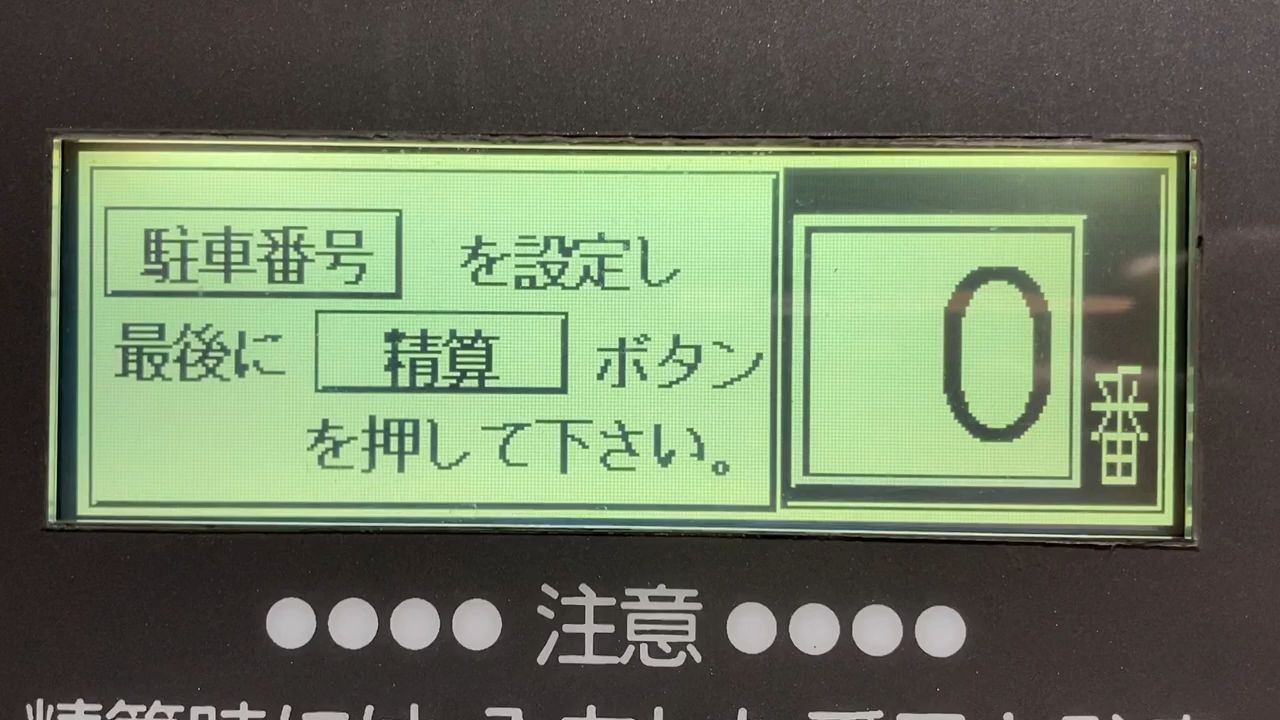 駐車番号 を設定し
最後に 精算 ボタン
を押して下さい。
0番
●●●● 注意 ●●●●